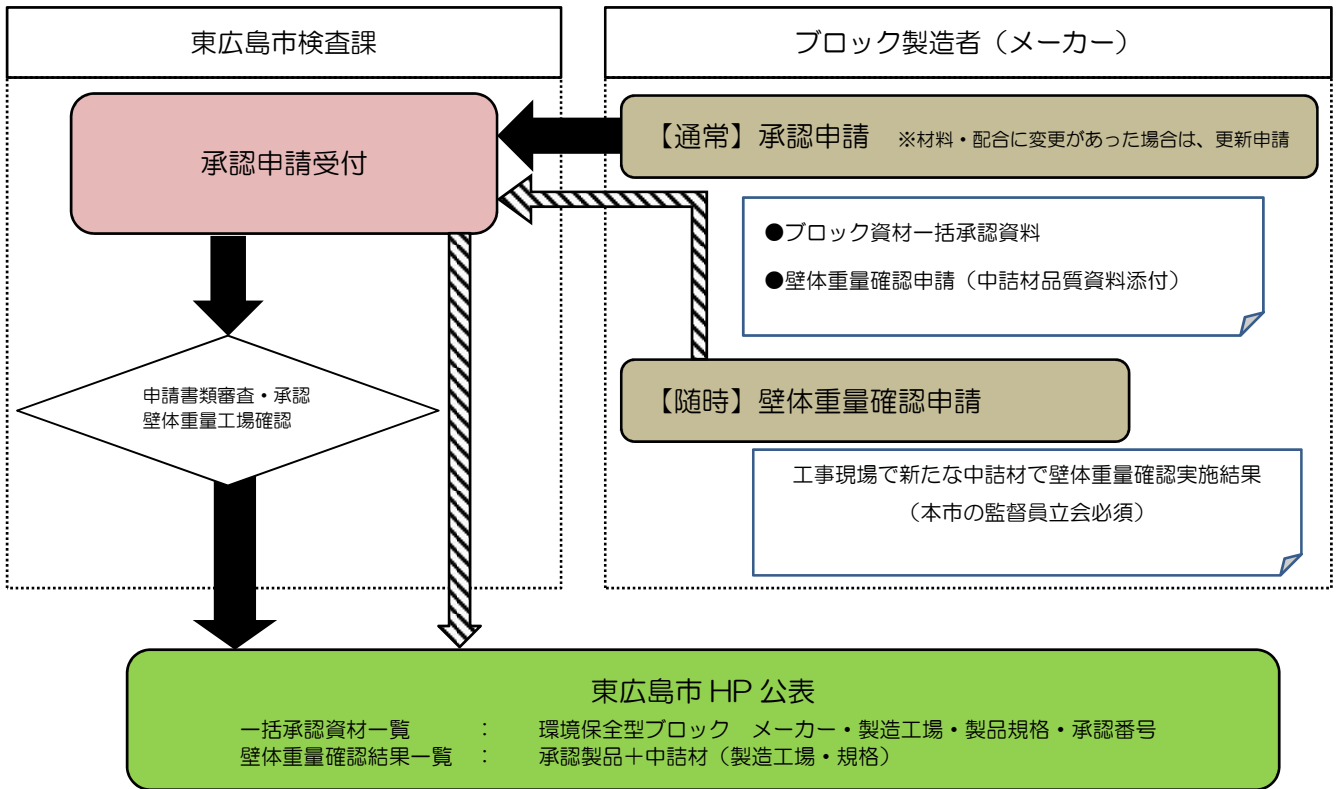 東広島市検査課
ブロック製造者（メーカー）
承認申請受付
【通常】承認申請 ※材料・配合に変更があった場合は、更新申請
●ブロック資材一括承認資料
●壁体重量確認申請（中詰材品質資料添付）
申請書類審査・承認
壁体重量工場確認
【随時】壁体重量確認申請
工事現場で新たな中詰材で壁体重量確認実施結果
（本市の監督員立会必須）
東広島市 HP 公表
一括承認資材一覧 ： 環境保全型ブロック メーカー・製造工場・製品規格・承認番号
壁体重量確認結果一覧 ： 承認製品＋中詰材（製造工場・規格）